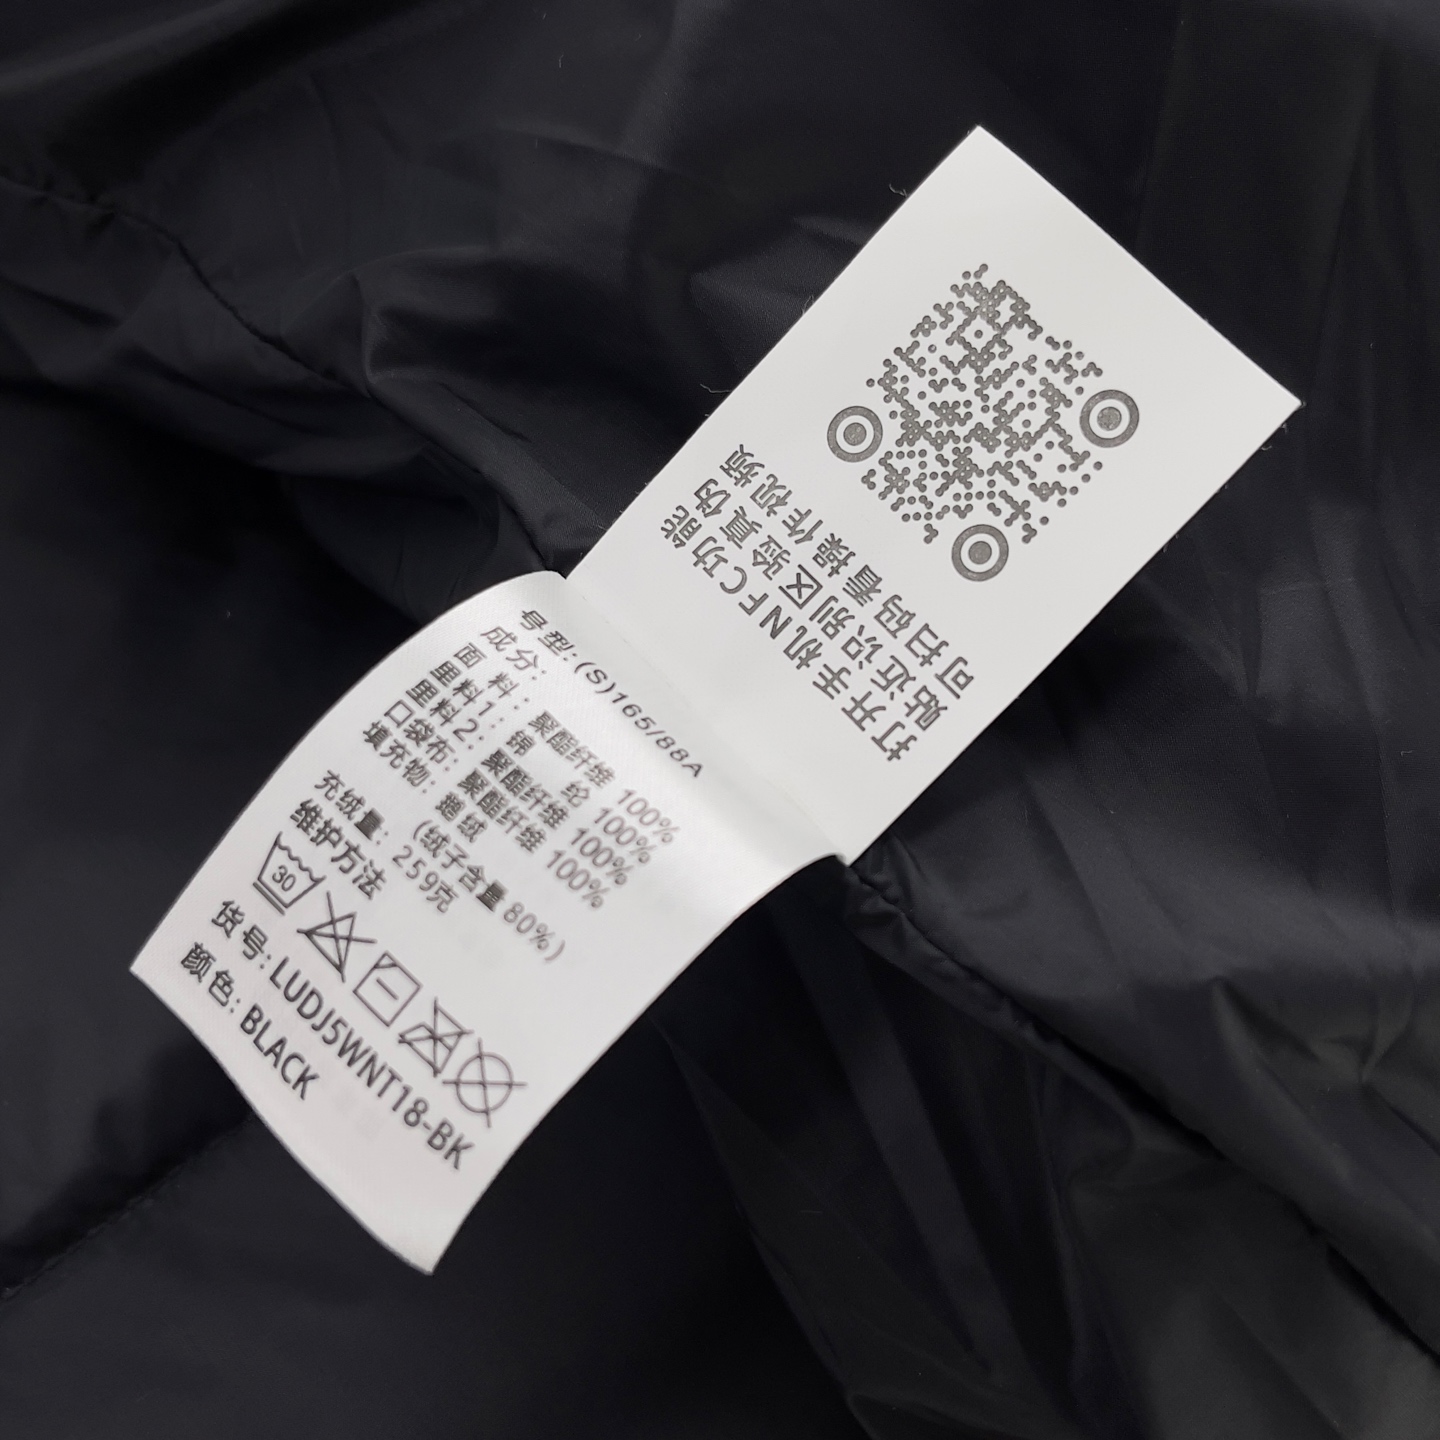 打开手机NFC功能
贴近识别区验真伪
可扫码看操作视频
号型:(S)165/88A
成分:
面 料: 聚酯纤维 100%
里料1: 锦 纶 100%
里料2: 聚酯纤维 100%
口袋布: 聚酯纤维 100%
填充物: 鹅绒
(绒子含量80%)
充绒量: 259克
维护方法
30
货号:LUDJ5WNT18-BK
颜色:BLACK